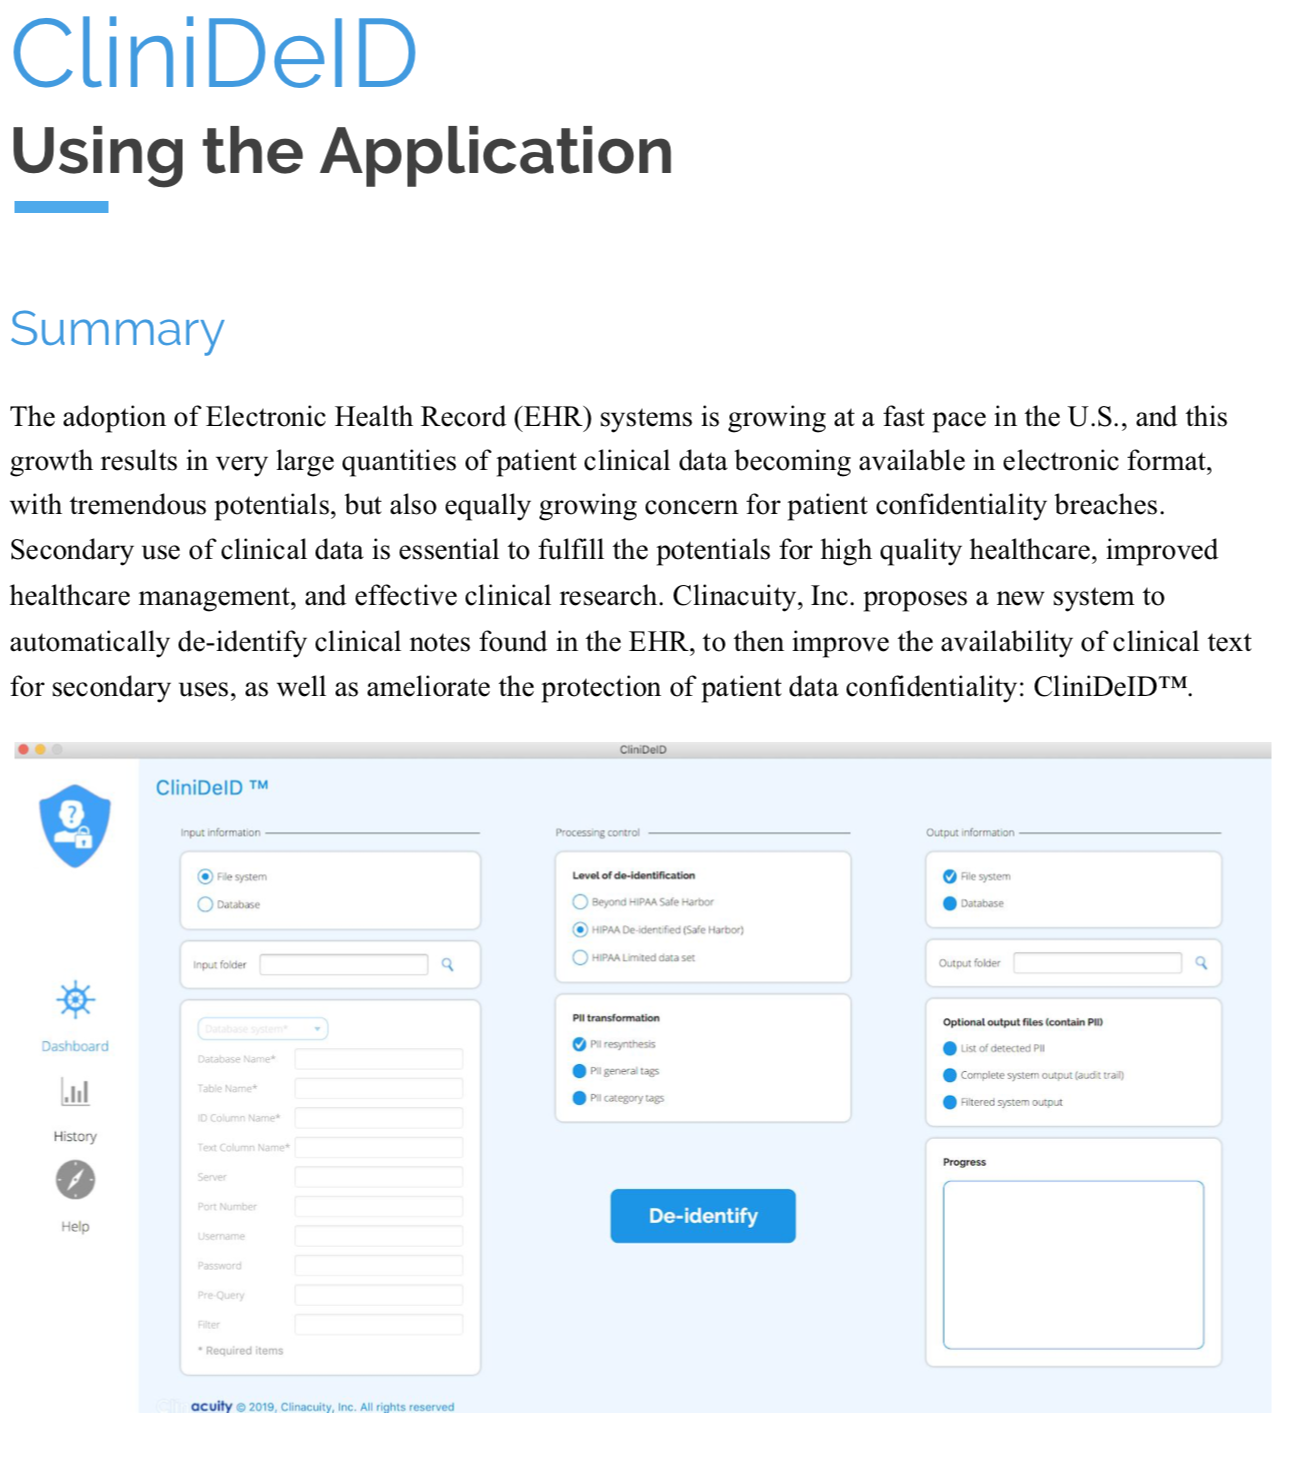 CliniDeID
Using the Application
Summary
The adoption of Electronic Health Record (EHR) systems is growing at a fast pace in the U.S., and this
growth results in very large quantities of patient clinical data becoming available in electronic format,
with tremendous potentials, but also equally growing concern for patient confidentiality breaches.
Secondary use of clinical data is essential to fulfill the potentials for high quality healthcare, improved
healthcare management, and effective clinical research. Clinacuity, Inc. proposes a new system to
automatically de-identify clinical notes found in the EHR, to then improve the availability of clinical text
for secondary uses, as well as ameliorate the protection of patient data confidentiality: CliniDeID™.
CliniDeID
CliniDeID ™
Dashboard
History
Help
Input information
File system
Database
Input folder
Database system*
Database Name*
Table Name*
ID Column Name*
Text Column Name*
Server
Port Number
Username
Password
Pre-Query
Filter
* Required items
Processing control
Level of de-identification
Beyond HIPAA Safe Harbor
HIPAA De-identified (Safe Harbor)
HIPAA Limited data set
PII transformation
PII resynthesis
PII general tags
PII category tags
De-identify
Output information
File system
Database
Output folder
Optional output files (contain PII)
List of detected PII
Complete system output (audit trail)
Filtered system output
Progress
Clinacuity © 2019, Clinacuity, Inc. All rights reserved